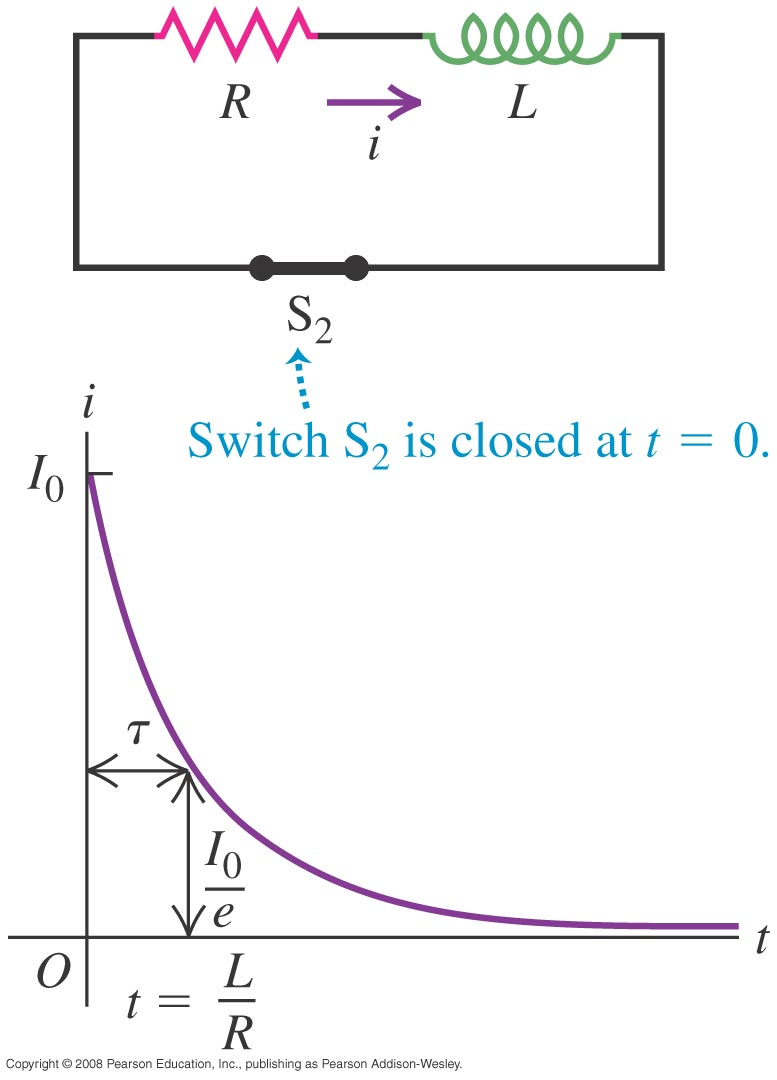 R
L
i
S₂
Switch S₂ is closed at t = 0.
i
I₀
τ
I₀/e
O
t
t = L/R
Copyright © 2008 Pearson Education, Inc., publishing as Pearson Addison-Wesley.